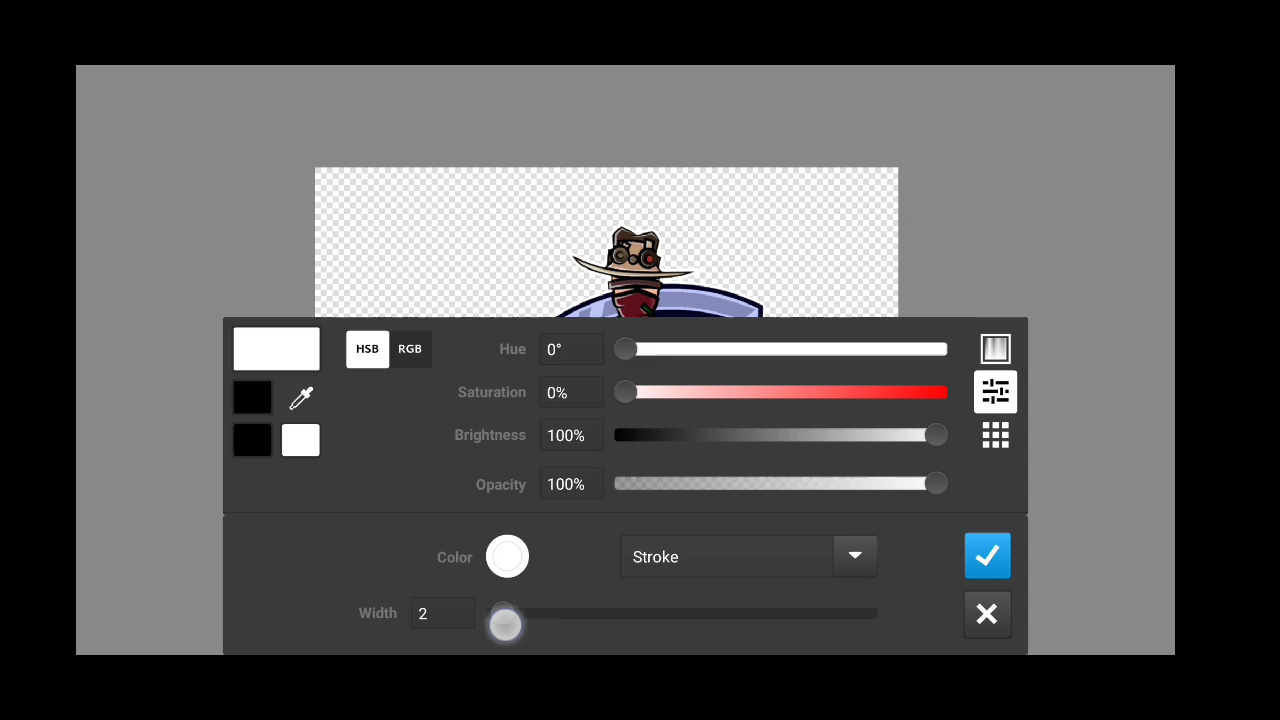 HSB RGB Hue 0°
Saturation 0%
Brightness 100%
Opacity 100%
Color Stroke
Width 2